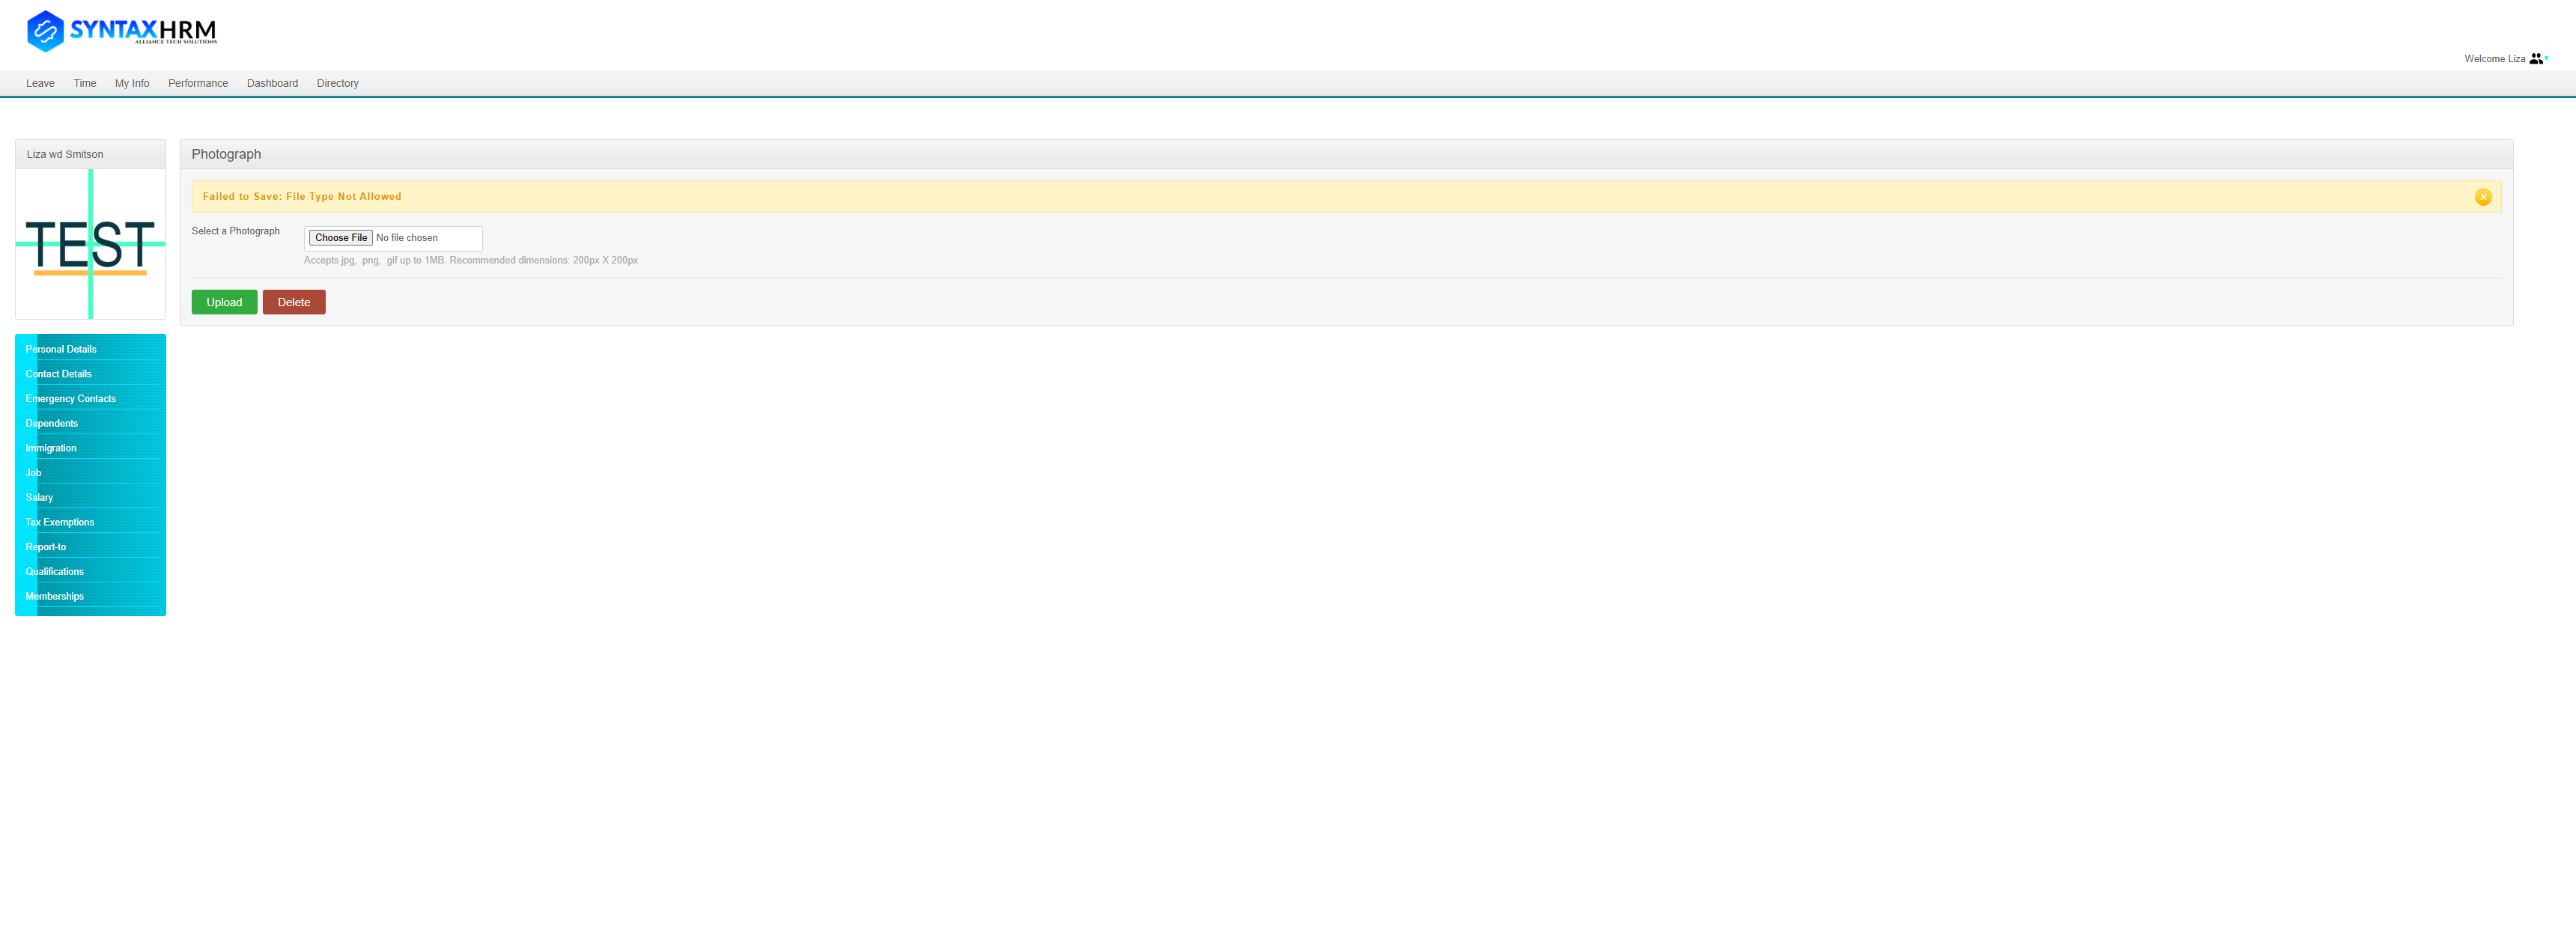 SYNTAXHRM
ALLIANCE TECH SOLUTIONS
Welcome Liza
Leave Time My Info Performance Dashboard Directory
Liza wd Smitson
TEST
Photograph
Failed to Save: File Type Not Allowed
Select a Photograph Choose File No file chosen
Accepts jpg, .png, .gif up to 1MB. Recommended dimensions: 200px X 200px
Upload Delete
Personal Details
Contact Details
Emergency Contacts
Dependents
Immigration
Job
Salary
Tax Exemptions
Report-to
Qualifications
Memberships